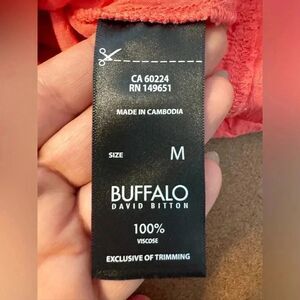 CA 60224
RN 149651
MADE IN CAMBODIA
SIZE M
BUFFALO
DAVID BITTON
100%
VISCOSE
EXCLUSIVE OF TRIMMING